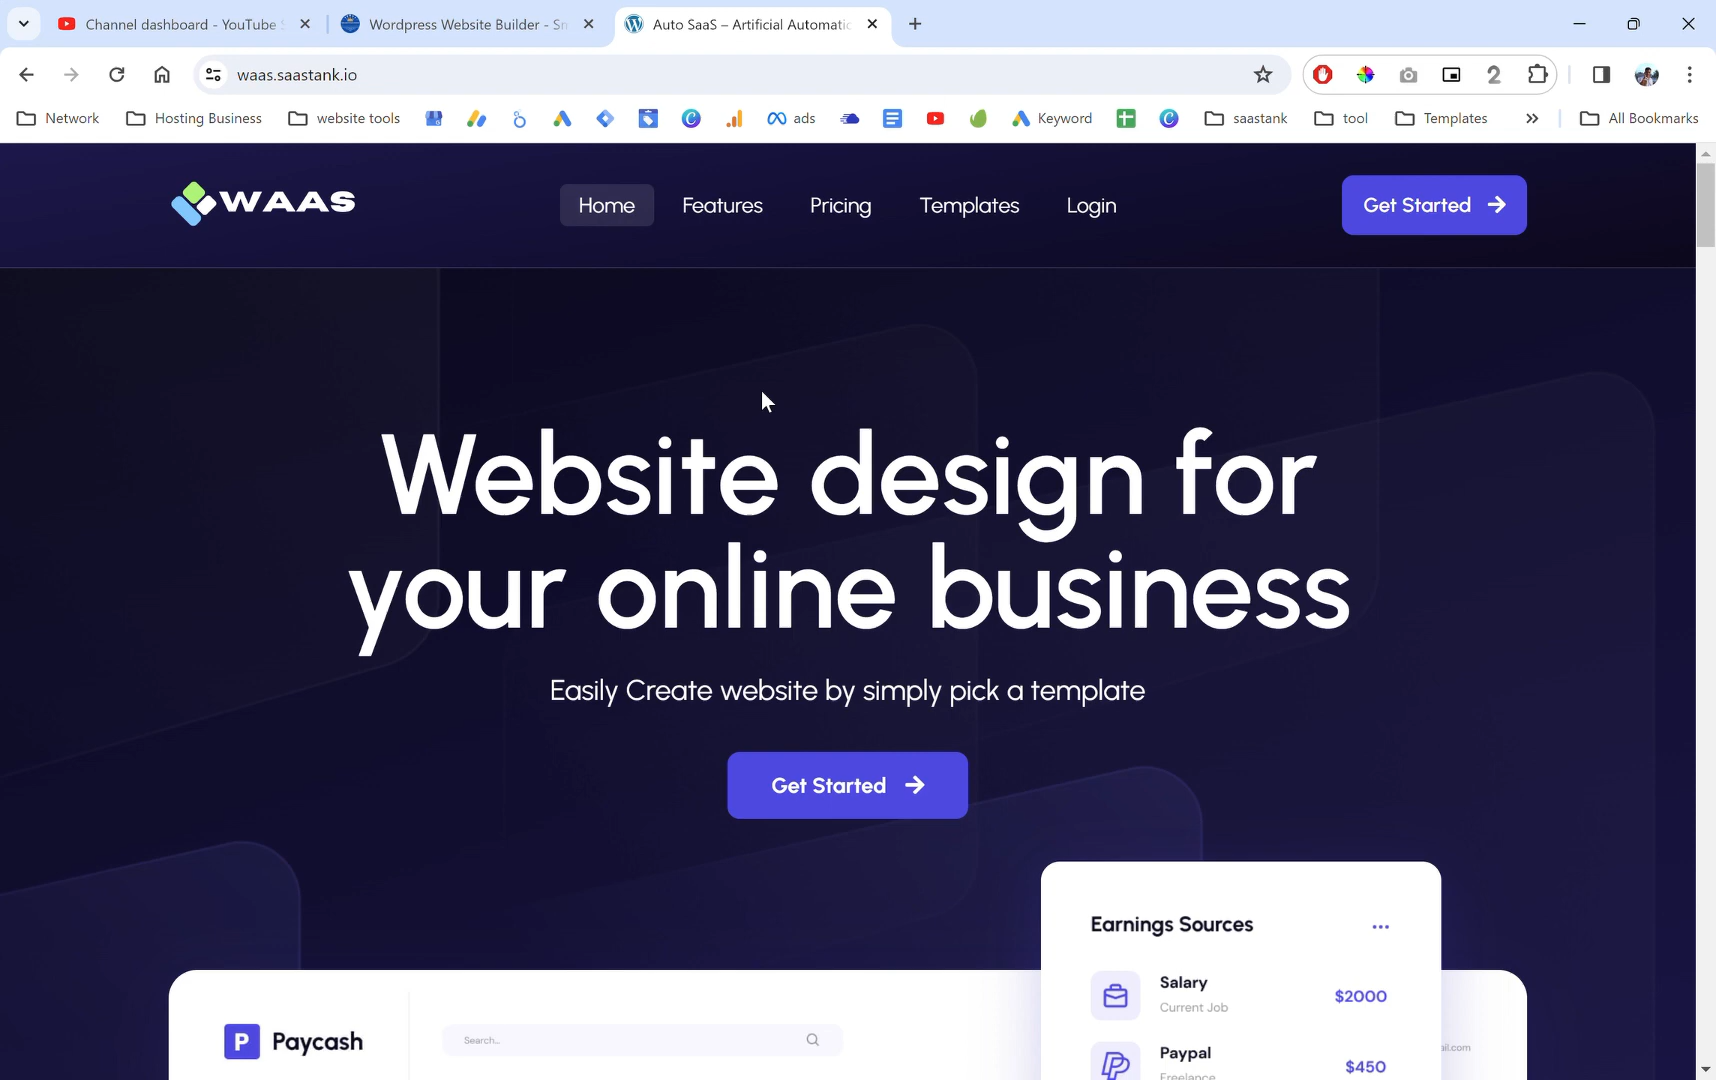 Channel dashboard - YouTube
Wordpress Website Builder - Sn
Auto SaaS – Artificial Automatic
waas.saastank.io
Network
Hosting Business
website tools
ads
Keyword
saastank
tool
Templates
All Bookmarks
WAAS
Home
Features
Pricing
Templates
Login
Get Started
Website design for
your online business
Easily Create website by simply pick a template
Get Started
Earnings Sources
Salary
$2000
Current Job
P Paycash
Search...
ail.com
Paypal
$450
Freelance